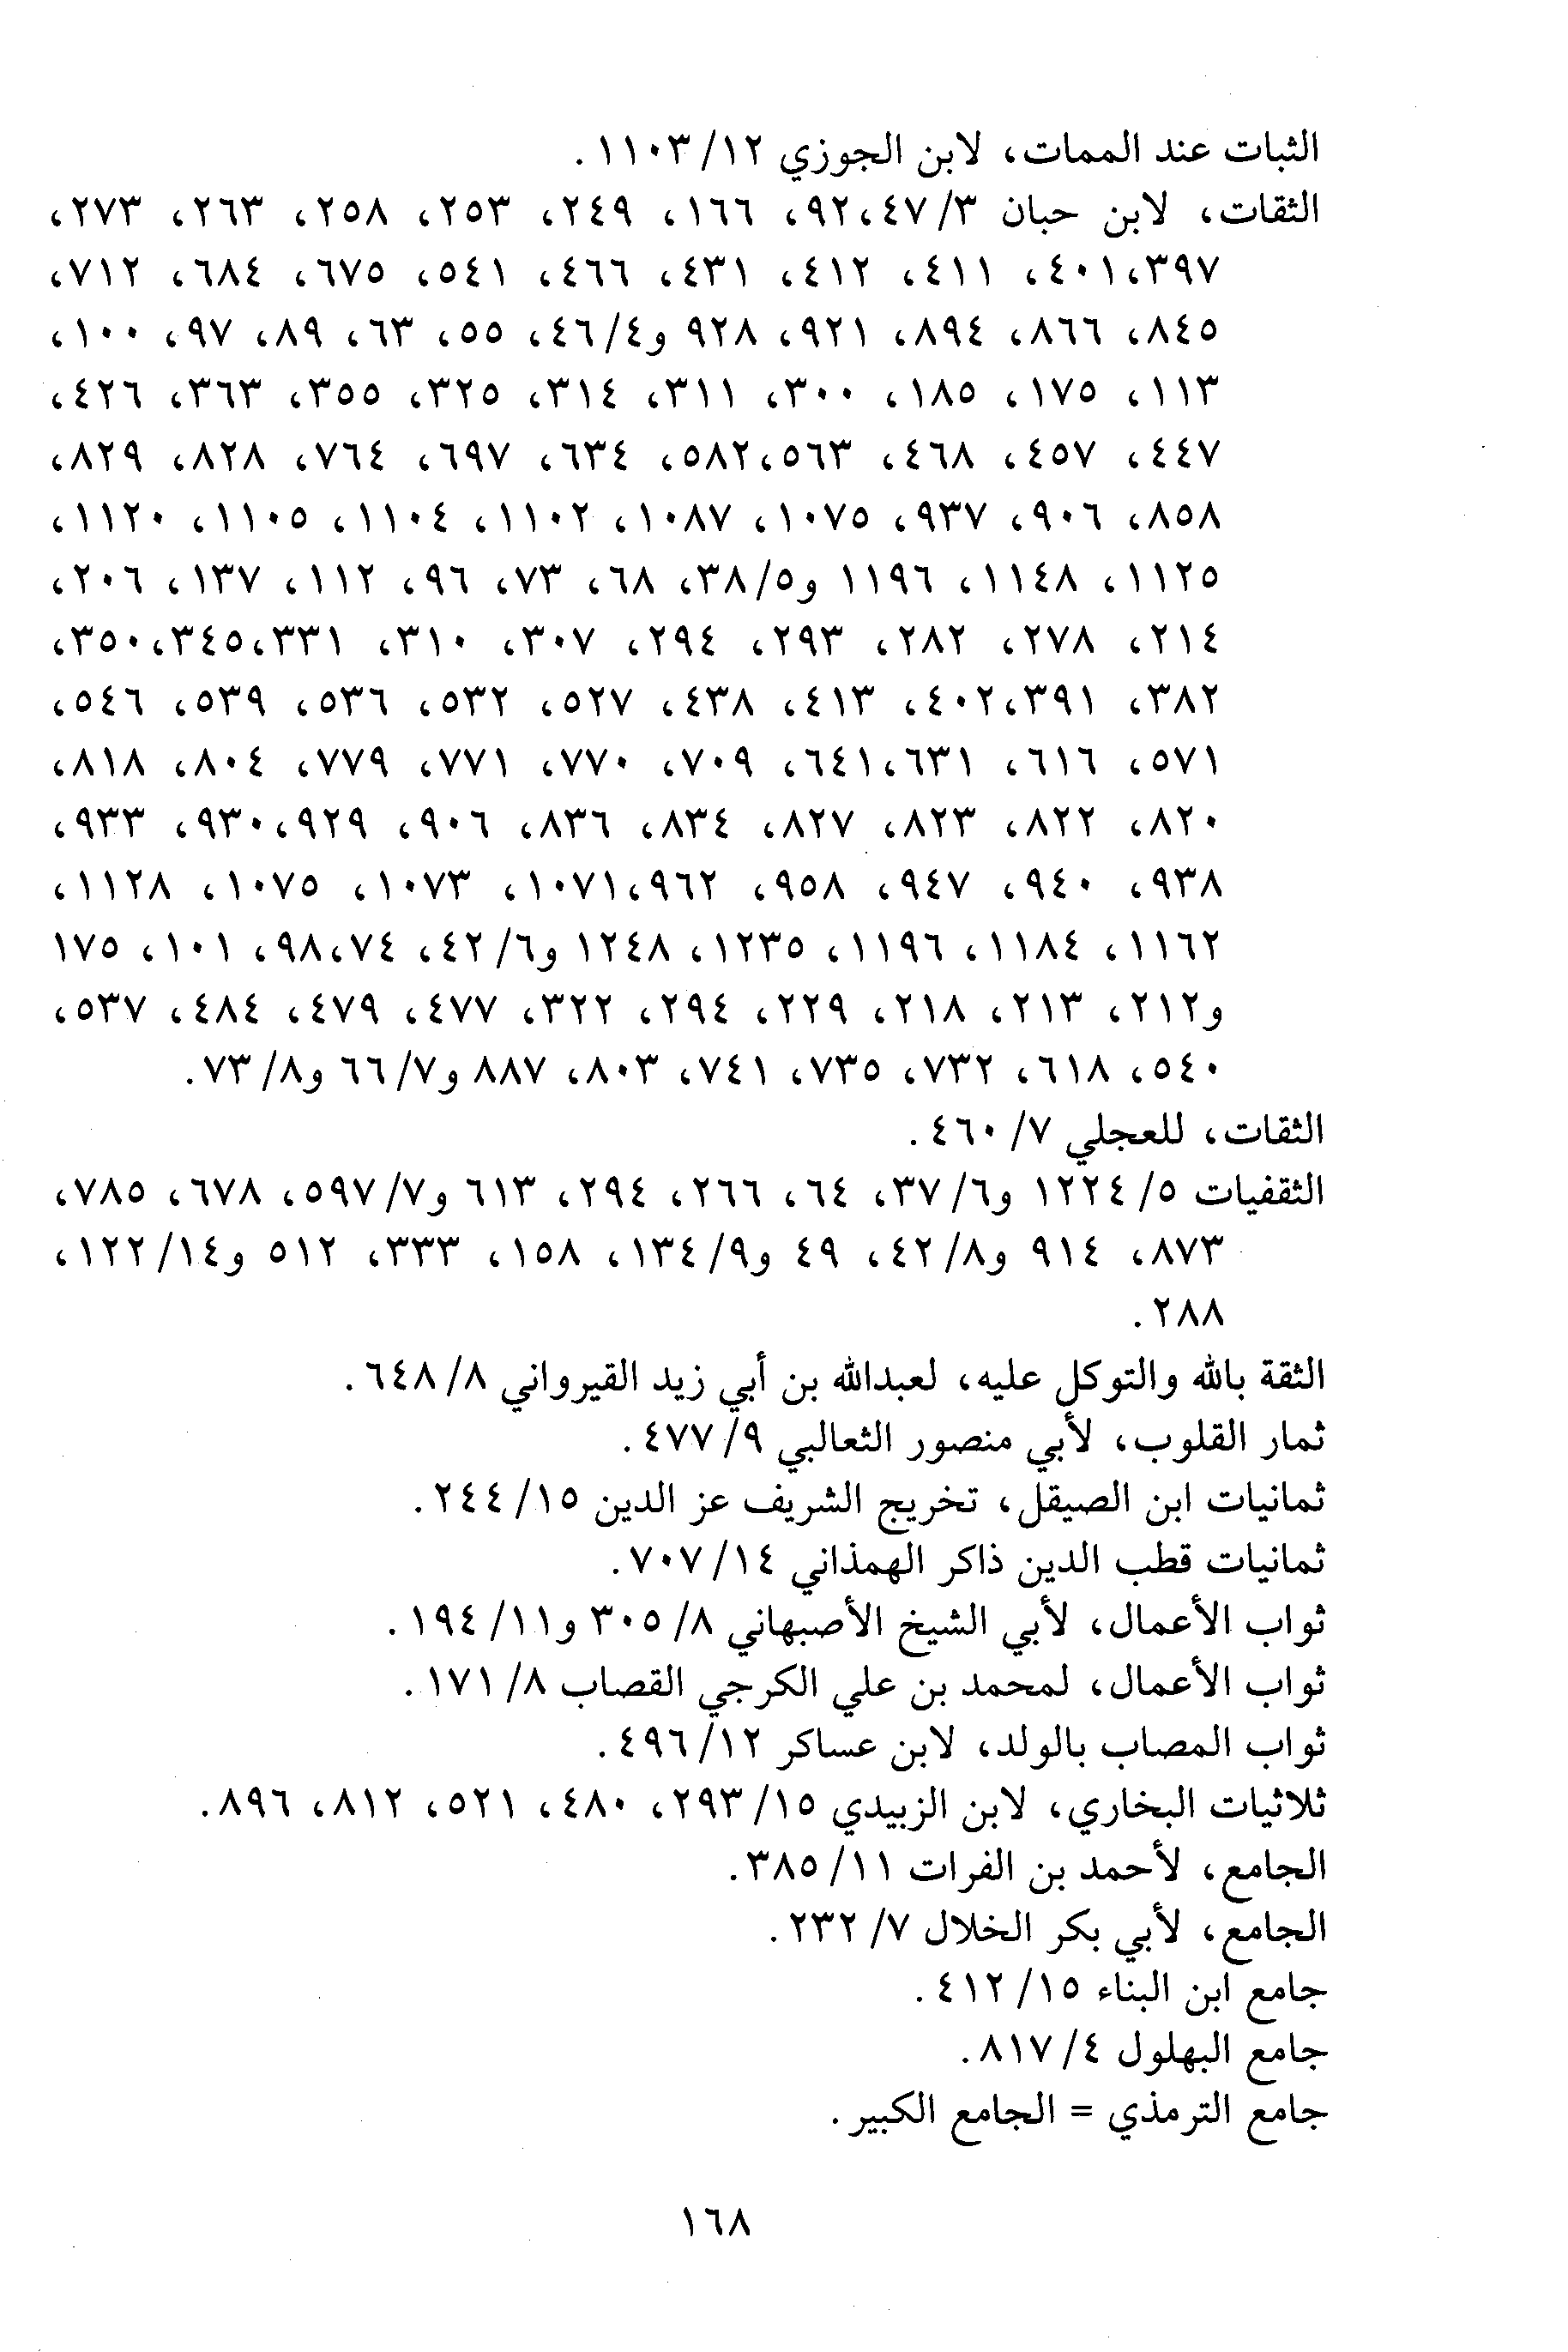 الثبات عند الممات، لابن الجوزي ١٢/ ١١٠٣.
الثقات، لابن حبان ٣/ ٩٢،٤٧، ١٦٦، ٢٤٩، ٢٥٣، ٢٥٨، ٢٦٣، ٢٧٣،
٤٠١،٣٩٧، ٤١١، ٤١٢، ٤٣١، ٤٦٦، ٥٤١، ٦٧٥، ٦٨٤، ٧١٢،
٨٤٥، ٨٦٦، ٨٩٤، ٩٢١، ٩٢٨ و٤/ ٤٦، ٥٥، ٦٣، ٨٩، ٩٧، ١٠٠،
١١٣، ١٧٥، ١٨٥، ٣٠٠، ٣١١، ٣١٤، ٣٢٥، ٣٥٥، ٣٦٣، ٤٢٦،
٤٤٧، ٤٥٧، ٤٦٨، ٥٨٢،٥٦٣، ٦٣٤، ٦٩٧، ٧٦٤، ٨٢٨، ٨٢٩،
٨٥٨، ٩٠٦، ٩٣٧، ١٠٧٥، ١٠٨٧، ١١٠٢، ١١٠٤، ١١٠٥، ١١٢٠،
١١٢٥، ١١٤٨، ١١٩٦ و٥/ ٣٨، ٦٨، ٧٣، ٩٦، ١١٢، ١٣٧، ٢٠٦،
٢١٤، ٢٧٨، ٢٨٢، ٢٩٣، ٢٩٤، ٣٠٧، ٣١٠، ٣٥٠،٣٤٥،٣٣١،
٣٨٢، ٤٠٢،٣٩١، ٤١٣، ٤٣٨، ٥٢٧، ٥٣٢، ٥٣٦، ٥٣٩، ٥٤٦،
٥٧١، ٦١٦، ٦٤١،٦٣١، ٧٠٩، ٧٧٠، ٧٧١، ٧٧٩، ٨٠٤، ٨١٨،
٨٢٠، ٨٢٢، ٨٢٣، ٨٢٧، ٨٣٤، ٨٣٦، ٩٠٦، ٩٣٠،٩٢٩، ٩٣٣،
٩٣٨، ٩٤٠، ٩٤٧، ٩٥٨، ١٠٧١،٩٦٢، ١٠٧٣، ١٠٧٥، ١١٢٨،
١١٦٢، ١١٨٤، ١١٩٦، ١٢٣٥، ١٢٤٨ و٦/ ٤٢، ٩٨،٧٤، ١٠١، ١٧٥
و٢١٢، ٢١٣، ٢١٨، ٢٢٩، ٢٩٤، ٣٢٢، ٤٧٧، ٤٧٩، ٤٨٤، ٥٣٧،
٥٤٠، ٦١٨، ٧٣٢، ٧٣٥، ٧٤١، ٨٠٣، ٨٨٧ و٧/ ٦٦ و٨/ ٧٣.
الثقات، للعجلي ٧/ ٤٦٠.
الثقفيات ٥/ ١٢٢٤ و٦/ ٣٧، ٦٤، ٢٦٦، ٢٩٤، ٦١٣ و٧/ ٥٩٧، ٦٧٨، ٧٨٥،
٨٧٣، ٩١٤ و٨/ ٤٢، ٤٩ و٩/ ١٣٤، ١٥٨، ٣٣٣، ٥١٢ و١٤/ ١٢٢،
٢٨٨.
الثقة بالله والتوكل عليه، لعبدالله بن أبي زيد القيرواني ٨/ ٦٤٨.
ثمار القلوب، لأبي منصور الثعالبي ٩/ ٤٧٧.
ثمانيات ابن الصيقل، تخريج الشريف عز الدين ١٥/ ٢٤٤.
ثمانيات قطب الدين ذاكر الهمذاني ١٤/ ٧٠٧.
ثواب الأعمال، لأبي الشيخ الأصبهاني ٨/ ٣٠٥ و١١/ ١٩٤.
ثواب الأعمال، لمحمد بن علي الكرجي القصاب ٨/ ١٧١.
ثواب المصاب بالولد، لابن عساكر ١٢/ ٤٩٦.
ثلاثيات البخاري، لابن الزبيدي ١٥/ ٢٩٣، ٤٨٠، ٥٢١، ٨١٢، ٨٩٦.
الجامع، لأحمد بن الفرات ١١/ ٣٨٥.
الجامع، لأبي بكر الخلال ٧/ ٢٣٢.
جامع ابن البناء ١٥/ ٤١٢.
جامع البهلول ٤/ ٨١٧.
جامع الترمذي = الجامع الكبير.
١٦٨